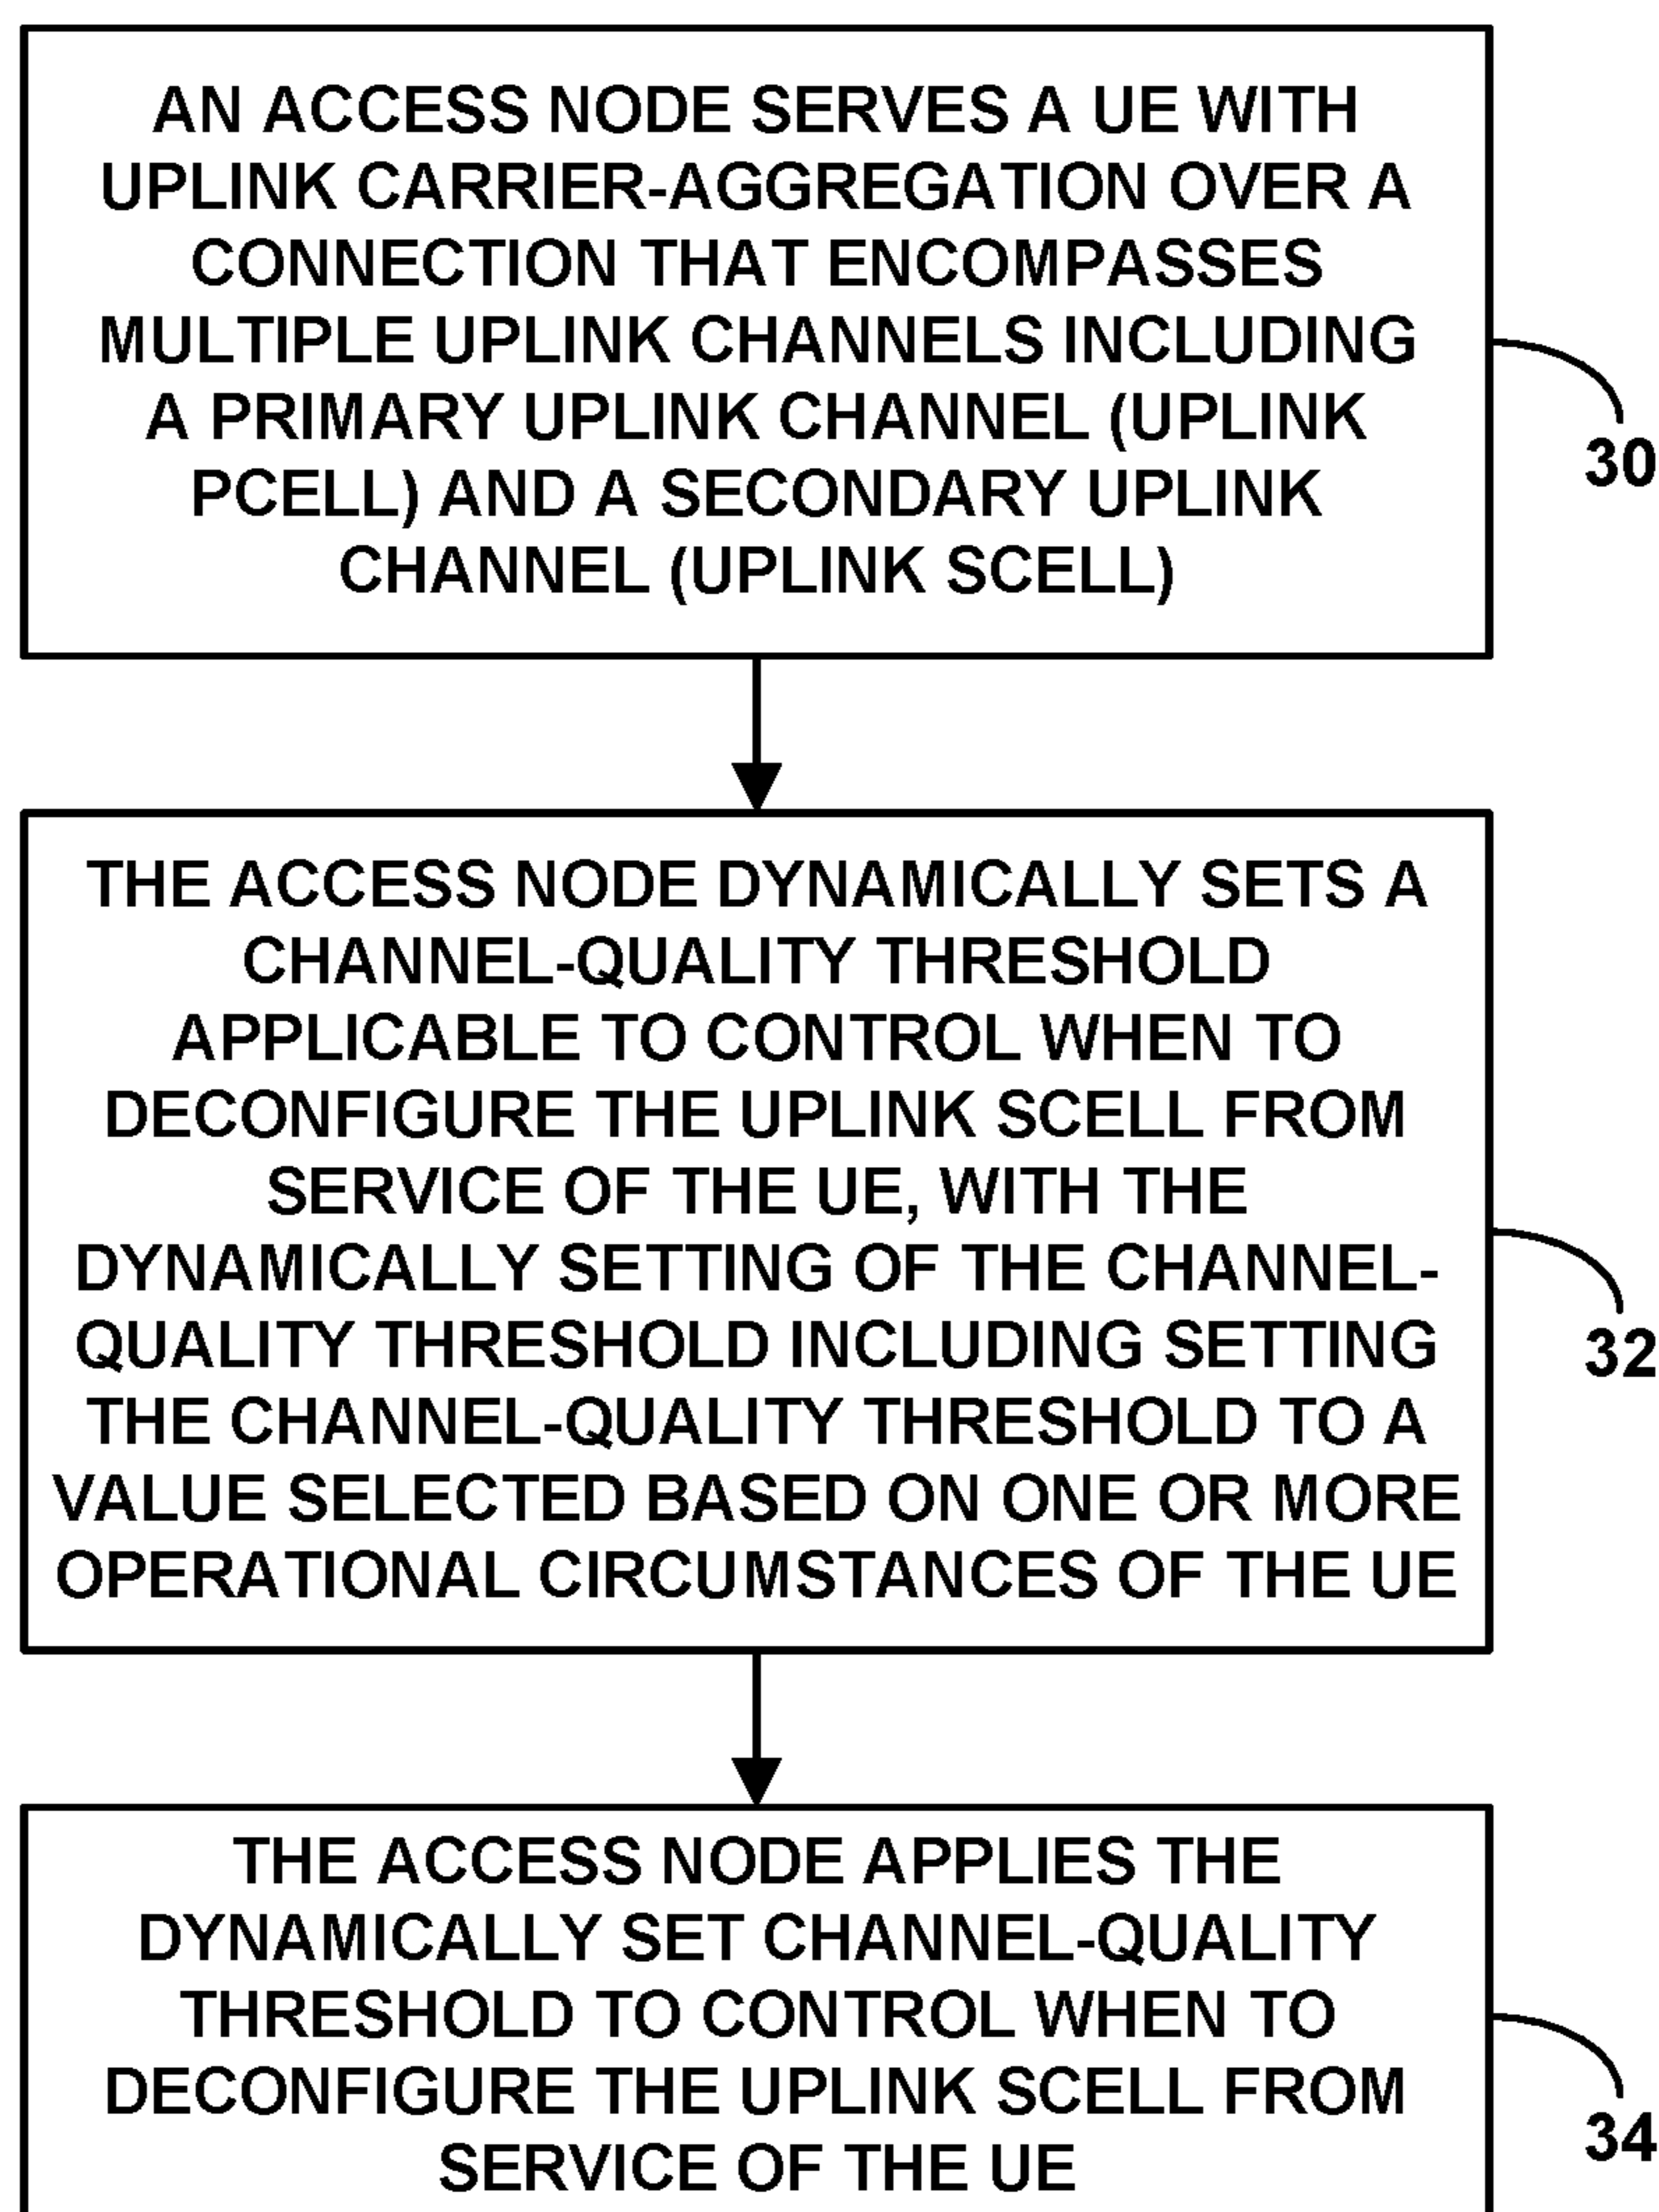 AN ACCESS NODE SERVES A UE WITH
UPLINK CARRIER-AGGREGATION OVER A
CONNECTION THAT ENCOMPASSES
MULTIPLE UPLINK CHANNELS INCLUDING
A PRIMARY UPLINK CHANNEL (UPLINK
PCELL) AND A SECONDARY UPLINK
CHANNEL (UPLINK SCELL)
30
THE ACCESS NODE DYNAMICALLY SETS A
CHANNEL-QUALITY THRESHOLD
APPLICABLE TO CONTROL WHEN TO
DECONFIGURE THE UPLINK SCELL FROM
SERVICE OF THE UE, WITH THE
DYNAMICALLY SETTING OF THE CHANNEL-
QUALITY THRESHOLD INCLUDING SETTING
THE CHANNEL-QUALITY THRESHOLD TO A
VALUE SELECTED BASED ON ONE OR MORE
OPERATIONAL CIRCUMSTANCES OF THE UE
32
THE ACCESS NODE APPLIES THE
DYNAMICALLY SET CHANNEL-QUALITY
THRESHOLD TO CONTROL WHEN TO
DECONFIGURE THE UPLINK SCELL FROM
SERVICE OF THE UE
34